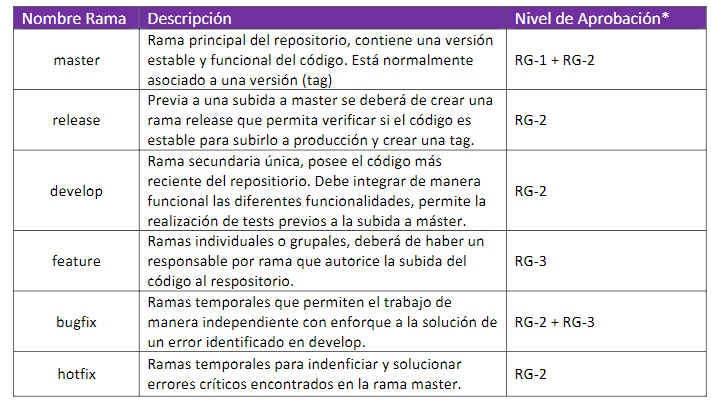 Nombre Rama Descripción Nivel de Aprobación*
Rama principal del repositorio, contiene una versión
master estable y funcional del código. Está normalmente RG-1 + RG-2
asociado a una versión (tag)
Previa a una subida a master se deberá de crear una
release rama release que permita verificar si el código es RG-2
estable para subirlo a producción y crear una tag.
Rama secundaria única, posee el código más
reciente del repositiorio. Debe integrar de manera
develop funcional las diferentes funcionalidades, permite la RG-2
realización de tests previos a la subida a máster.
Ramas individuales o grupales, deberá de haber un
feature responsable por rama que autorice la subida del RG-3
código al respositorio.
Ramas temporales que permiten el trabajo de
bugfix manera independiente con enforque a la solución de RG-2 + RG-3
un error identificado en develop.
Ramas temporales para indenficiar y solucionar
hotfix errores críticos encontrados en la rama master. RG-2